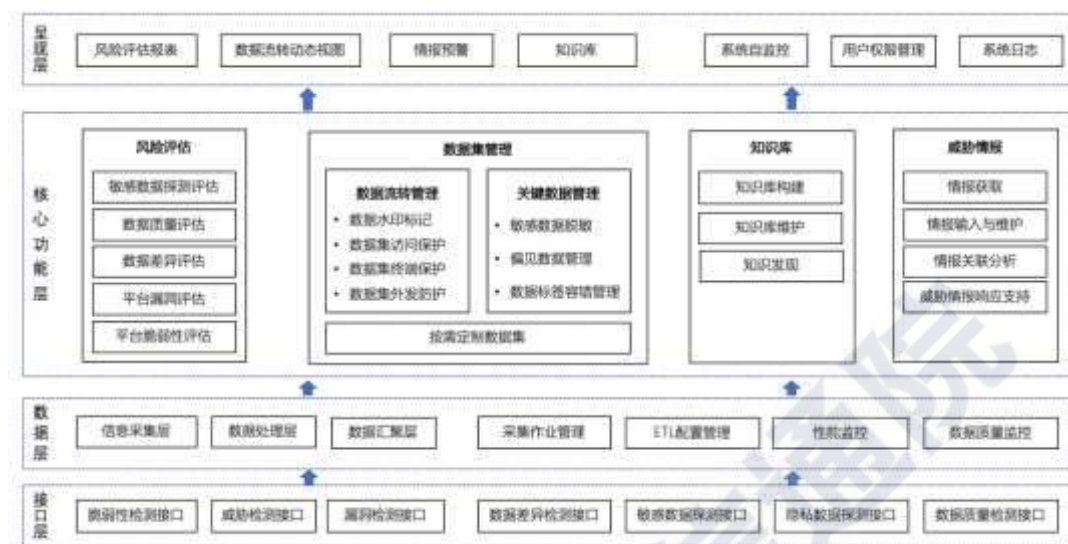 呈现层
风险评估报表
数据流转动态视图
情报预警
知识库
系统自监控
用户权限管理
系统日志
核心功能层
风险评估
敏感数据探测评估
数据质量评估
数据差异评估
平台漏洞评估
平台脆弱性评估
数据集管理
数据流转管理
• 数据水印标记
• 数据集访问保护
• 数据集终端保护
• 数据集外发防护
关键数据管理
• 敏感数据脱敏
• 偏见数据管理
• 数据标签容错管理
按需定制数据集
知识库
知识库构建
知识库维护
知识发现
威胁情报
情报获取
情报输入与维护
情报关联分析
威胁情报响应支持
数据层
信息采集层
数据处理层
数据汇聚层
采集作业管理
ETL配置管理
性能监控
数据质量监控
接口层
脆弱性检测接口
威胁检测接口
漏洞检测接口
数据差异检测接口
敏感数据探测接口
隐私数据探测接口
数据质量检测接口
通院